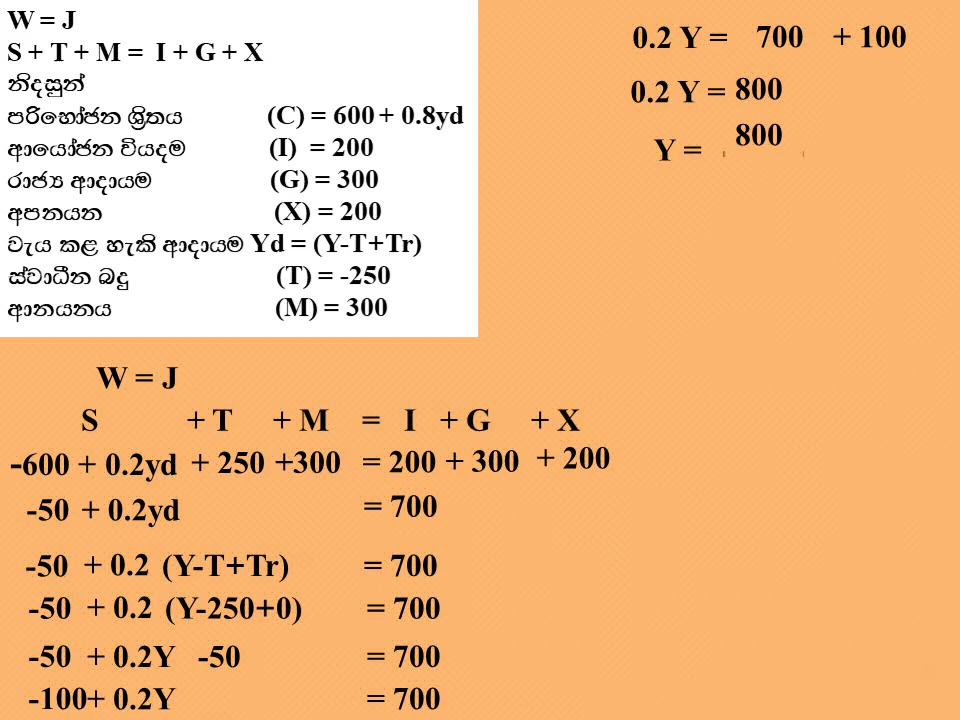 W = J
S + T + M = I + G + X
නිදසුන්
පරිභෝජන ශ්‍රිතය (C) = 600 + 0.8yd
ආයෝජන වියදම (I) = 200
රාජ්‍ය ආදායම (G) = 300
අපනයන (X) = 200
වැය කළ හැකි ආදායම Yd = (Y-T+Tr)
ස්වාධීන බදු (T) = -250
ආනයනය (M) = 300
W = J
S + T + M = I + G + X
-600 + 0.2yd + 250 +300 = 200 + 300 + 200
-50 + 0.2yd = 700
-50 + 0.2 (Y-T+Tr) = 700
-50 + 0.2 (Y-250+0) = 700
-50 + 0.2Y -50 = 700
-100+ 0.2Y = 700
0.2 Y = 700 + 100
0.2 Y = 800
Y = 800